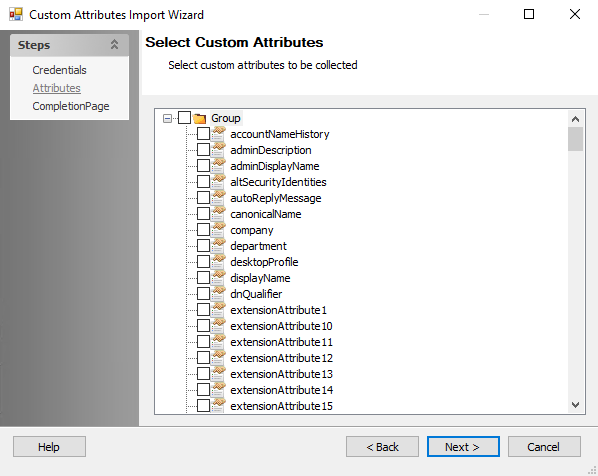 Custom Attributes Import Wizard
Steps
Credentials
Attributes
CompletionPage
Select Custom Attributes
Select custom attributes to be collected
Group
accountNameHistory
adminDescription
adminDisplayName
altSecurityIdentities
autoReplyMessage
canonicalName
company
department
desktopProfile
displayName
dnQualifier
extensionAttribute1
extensionAttribute10
extensionAttribute11
extensionAttribute12
extensionAttribute13
extensionAttribute14
extensionAttribute15
Help
< Back
Next >
Cancel